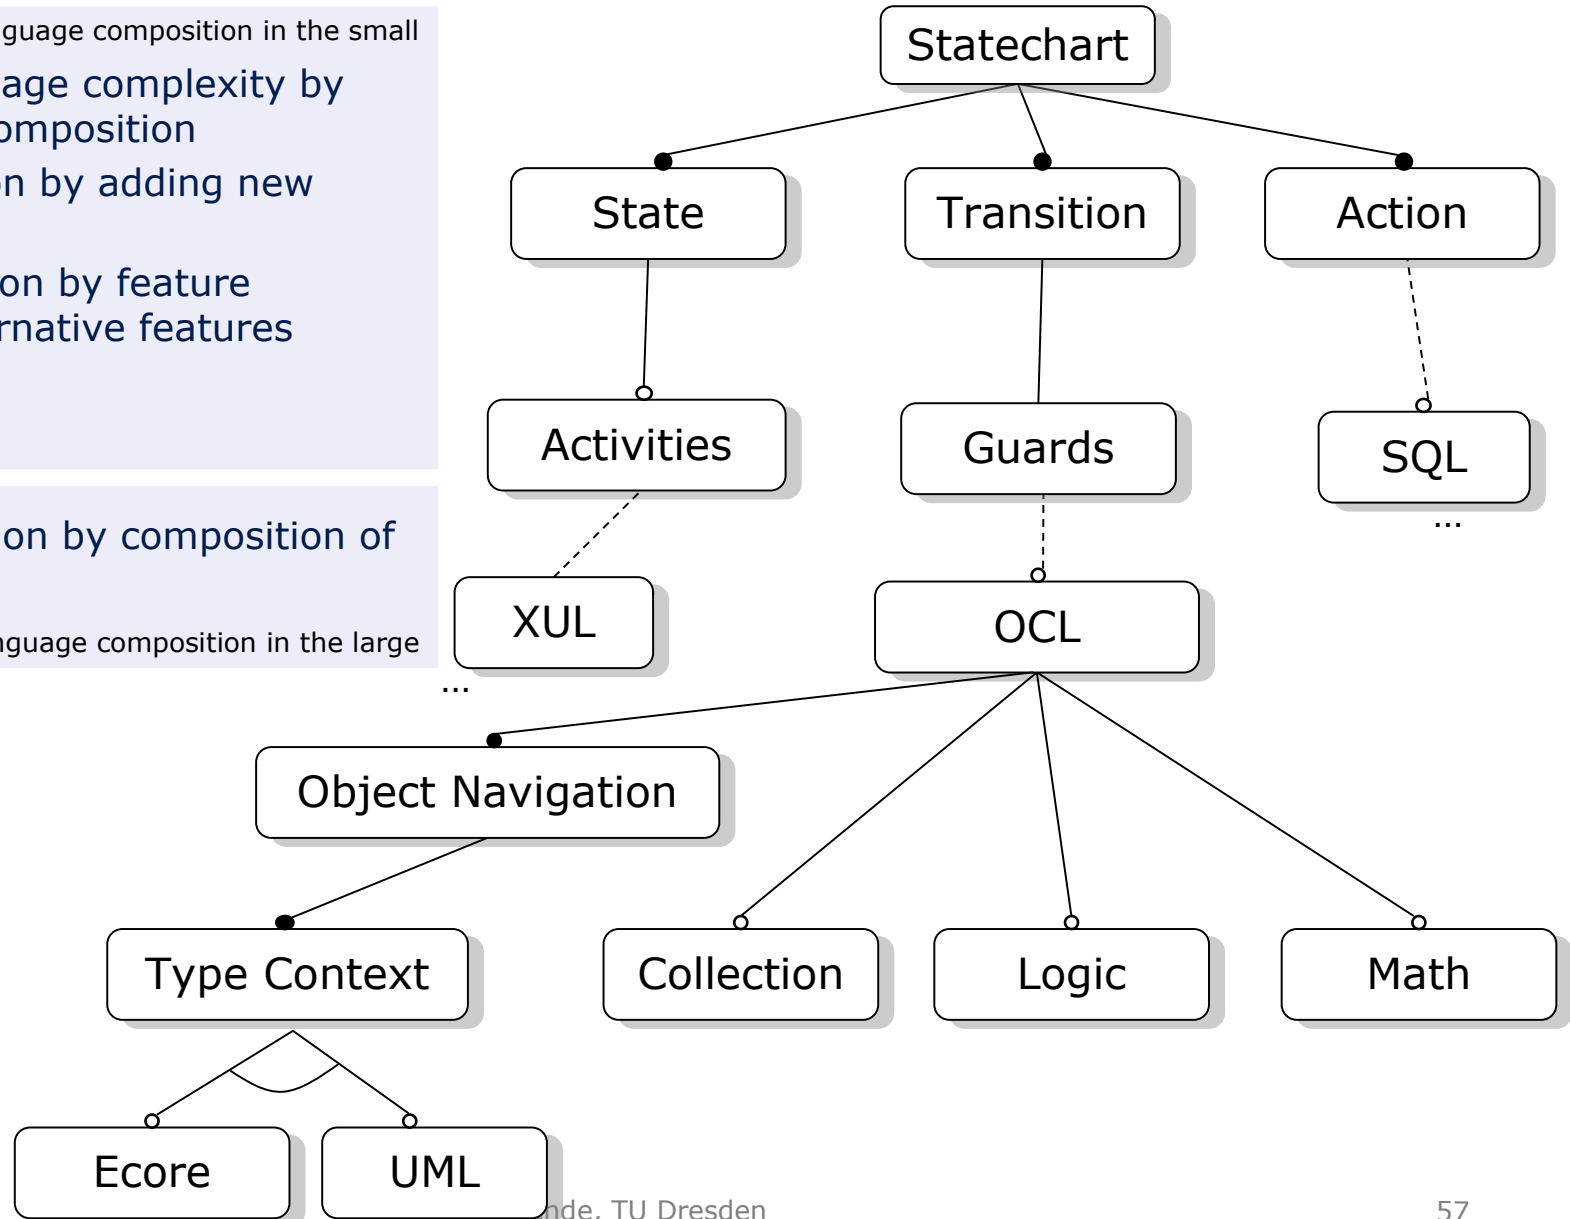 guage composition in the small
age complexity by
omposition
n by adding new
on by feature
rnative features
on by composition of
nguage composition in the large
Statechart
State
Transition
Action
Activities
Guards
SQL
...
XUL
OCL
...
Object Navigation
Type Context
Collection
Logic
Math
Ecore
UML
nde, TU Dresden
57